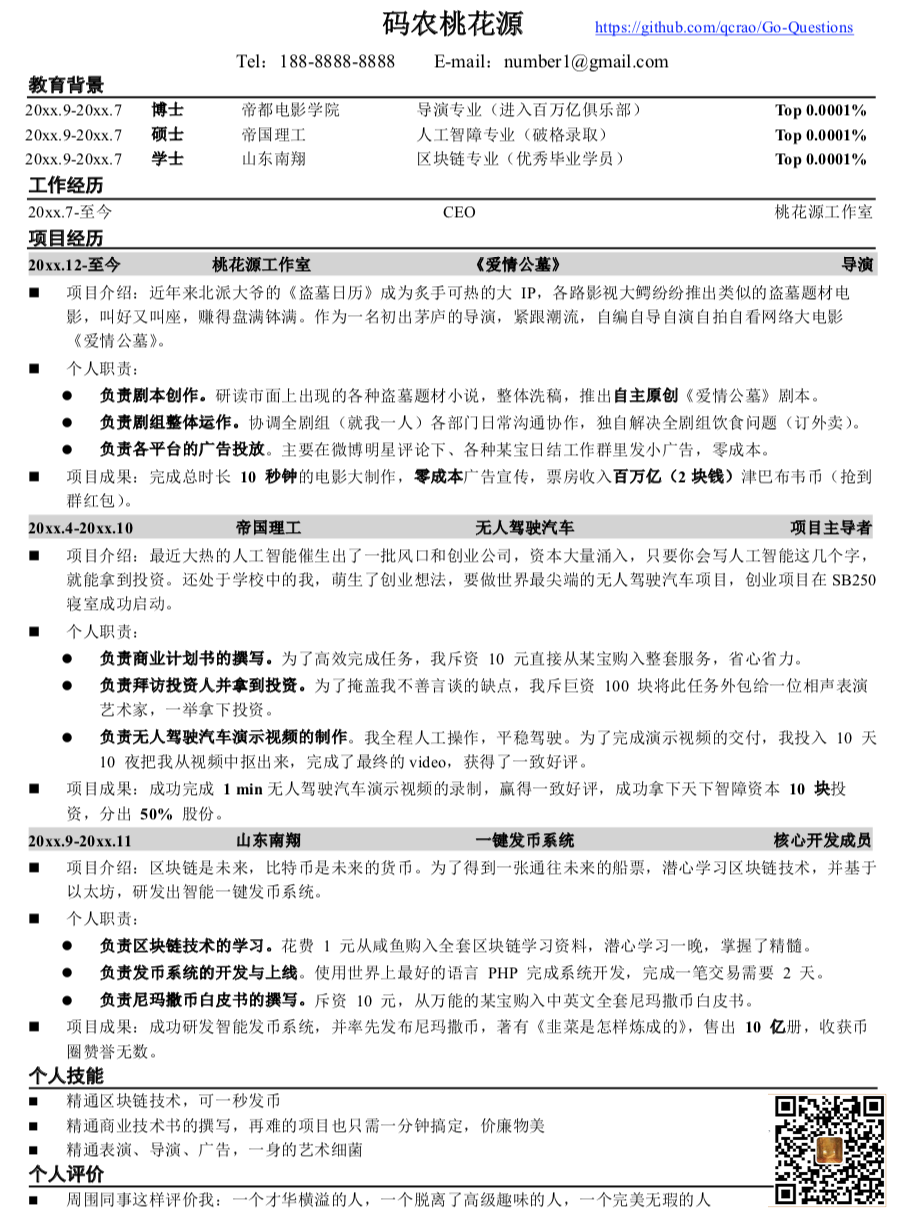 码农桃花源 https://github.com/qcrao/Go-Questions
Tel：188-8888-8888 E-mail：number1@gmail.com
教育背景
20xx.9-20xx.7 博士 帝都电影学院 导演专业（进入百万亿俱乐部） Top 0.0001%
20xx.9-20xx.7 硕士 帝国理工 人工智障专业（破格录取） Top 0.0001%
20xx.9-20xx.7 学士 山东南翔 区块链专业（优秀毕业学员） Top 0.0001%
工作经历
20xx.7-至今 CEO 桃花源工作室
项目经历
20xx.12-至今 桃花源工作室 《爱情公墓》 导演
■ 项目介绍：近年来北派大爷的《盗墓日历》成为炙手可热的大 IP，各路影视大鳄纷纷推出类似的盗墓题材电
影，叫好又叫座，赚得盘满钵满。作为一名初出茅庐的导演，紧跟潮流，自编自导自演自拍自看网络大电影
《爱情公墓》。
■ 个人职责：
● 负责剧本创作。研读市面上出现的各种盗墓题材小说，整体洗稿，推出自主原创《爱情公墓》剧本。
● 负责剧组整体运作。协调全剧组（就我一人）各部门日常沟通协作，独自解决全剧组饮食问题（订外卖）。
● 负责各平台的广告投放。主要在微博明星评论下、各种某宝日结工作群里发小广告，零成本。
■ 项目成果：完成总时长 10 秒钟的电影大制作，零成本广告宣传，票房收入百万亿（2 块钱）津巴布韦币（抢到
群红包）。
20xx.4-20xx.10 帝国理工 无人驾驶汽车 项目主导者
■ 项目介绍：最近大热的人工智能催生出了一批风口和创业公司，资本大量涌入，只要你会写人工智能这几个字，
就能拿到投资。还处于学校中的我，萌生了创业想法，要做世界最尖端的无人驾驶汽车项目，创业项目在 SB250
寝室成功启动。
■ 个人职责：
● 负责商业计划书的撰写。为了高效完成任务，我斥资 10 元直接从某宝购入整套服务，省心省力。
● 负责拜访投资人并拿到投资。为了掩盖我不善言谈的缺点，我斥巨资 100 块将此任务外包给一位相声表演
艺术家，一举拿下投资。
● 负责无人驾驶汽车演示视频的制作。我全程人工操作，平稳驾驶。为了完成演示视频的交付，我投入 10 天
10 夜把我从视频中抠出来，完成了最终的 video，获得了一致好评。
■ 项目成果：成功完成 1 min 无人驾驶汽车演示视频的录制，赢得一致好评，成功拿下天下智障资本 10 块投
资，分出 50% 股份。
20xx.9-20xx.11 山东南翔 一键发币系统 核心开发成员
■ 项目介绍：区块链是未来，比特币是未来的货币。为了得到一张通往未来的船票，潜心学习区块链技术，并基于
以太坊，研发出智能一键发币系统。
■ 个人职责：
● 负责区块链技术的学习。花费 1 元从咸鱼购入全套区块链学习资料，潜心学习一晚，掌握了精髓。
● 负责发币系统的开发与上线。使用世界上最好的语言 PHP 完成系统开发，完成一笔交易需要 2 天。
● 负责尼玛撒币白皮书的撰写。斥资 10 元，从万能的某宝购入中英文全套尼玛撒币白皮书。
■ 项目成果：成功研发智能发币系统，并率先发布尼玛撒币，著有《韭菜是怎样炼成的》，售出 10 亿册，收获币
圈赞誉无数。
个人技能
■ 精通区块链技术，可一秒发币
■ 精通商业技术书的撰写，再难的项目也只需一分钟搞定，价廉物美
■ 精通表演、导演、广告，一身的艺术细菌
个人评价
■ 周围同事这样评价我：一个才华横溢的人，一个脱离了高级趣味的人，一个完美无瑕的人